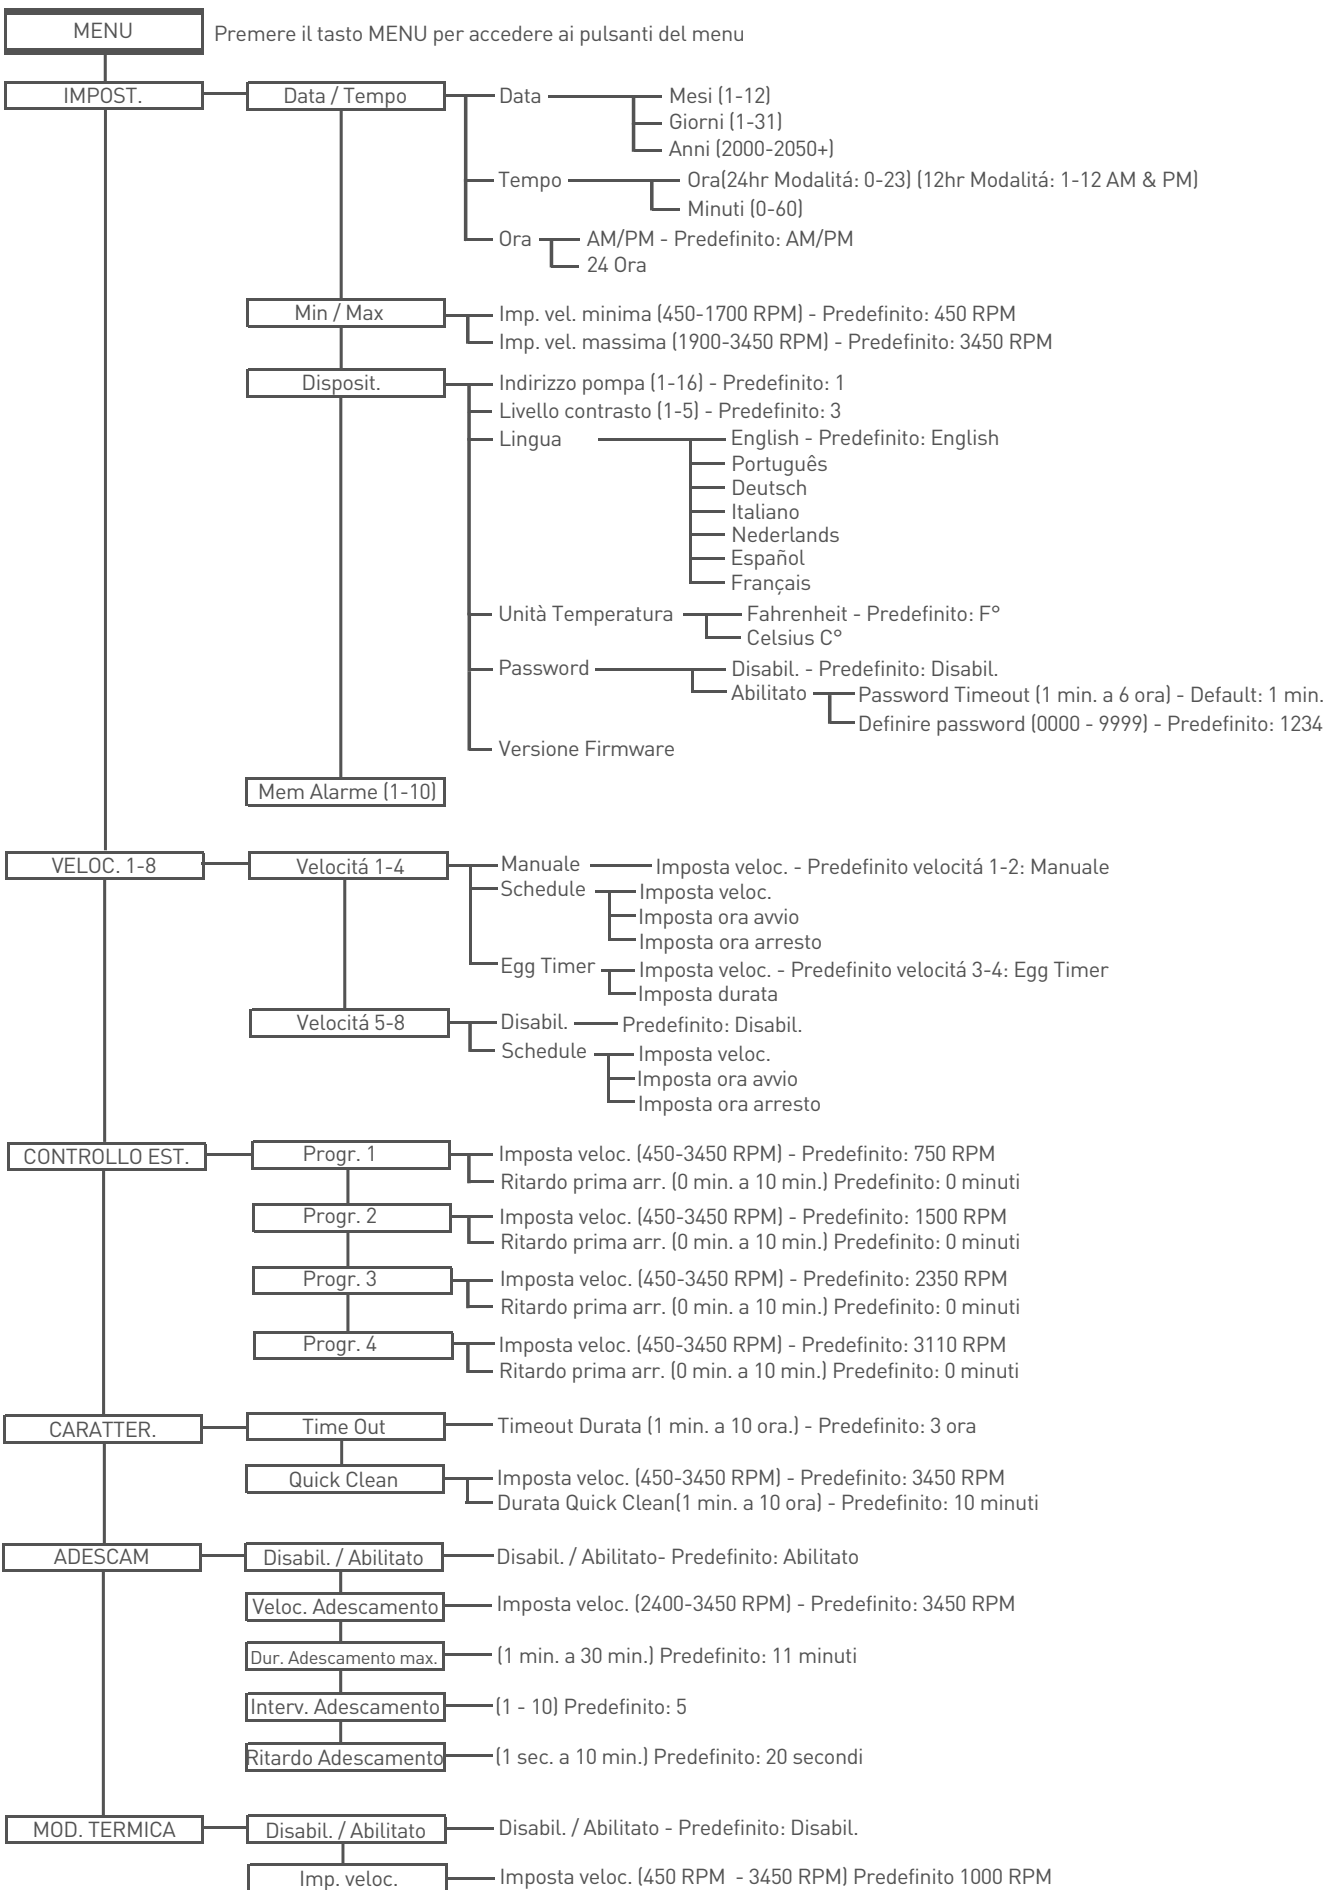 MENU
Premere il tasto MENU per accedere ai pulsanti del menu
IMPOST.
Data / Tempo
Data
Mesi (1-12)
Giorni (1-31)
Anni (2000-2050+)
Tempo
Ora(24hr Modalitá: 0-23) (12hr Modalitá: 1-12 AM & PM)
Minuti (0-60)
Ora
AM/PM - Predefinito: AM/PM
24 Ora
Min / Max
Imp. vel. minima (450-1700 RPM) - Predefinito: 450 RPM
Imp. vel. massima (1900-3450 RPM) - Predefinito: 3450 RPM
Disposit.
Indirizzo pompa (1-16) - Predefinito: 1
Livello contrasto (1-5) - Predefinito: 3
Lingua
English - Predefinito: English
Português
Deutsch
Italiano
Nederlands
Español
Français
Unità Temperatura
Fahrenheit - Predefinito: F°
Celsius C°
Password
Disabil. - Predefinito: Disabil.
Abilitato
Password Timeout (1 min. a 6 ora) - Default: 1 min.
Definire password (0000 - 9999) - Predefinito: 1234
Versione Firmware
Mem Alarme (1-10)
VELOC. 1-8
Velocitá 1-4
Manuale
Imposta veloc. - Predefinito velocitá 1-2: Manuale
Schedule
Imposta veloc.
Imposta ora avvio
Imposta ora arresto
Egg Timer
Imposta veloc. - Predefinito velocitá 3-4: Egg Timer
Imposta durata
Velocitá 5-8
Disabil.
Predefinito: Disabil.
Schedule
Imposta veloc.
Imposta ora avvio
Imposta ora arresto
CONTROLLO EST.
Progr. 1
Imposta veloc. (450-3450 RPM) - Predefinito: 750 RPM
Ritardo prima arr. (0 min. a 10 min.) Predefinito: 0 minuti
Progr. 2
Imposta veloc. (450-3450 RPM) - Predefinito: 1500 RPM
Ritardo prima arr. (0 min. a 10 min.) Predefinito: 0 minuti
Progr. 3
Imposta veloc. (450-3450 RPM) - Predefinito: 2350 RPM
Ritardo prima arr. (0 min. a 10 min.) Predefinito: 0 minuti
Progr. 4
Imposta veloc. (450-3450 RPM) - Predefinito: 3110 RPM
Ritardo prima arr. (0 min. a 10 min.) Predefinito: 0 minuti
CARATTER.
Time Out
Timeout Durata (1 min. a 10 ora.) - Predefinito: 3 ora
Quick Clean
Imposta veloc. (450-3450 RPM) - Predefinito: 3450 RPM
Durata Quick Clean(1 min. a 10 ora) - Predefinito: 10 minuti
ADESCAM
Disabil. / Abilitato
Disabil. / Abilitato- Predefinito: Abilitato
Veloc. Adescamento
Imposta veloc. (2400-3450 RPM) - Predefinito: 3450 RPM
Dur. Adescamento max.
(1 min. a 30 min.) Predefinito: 11 minuti
Interv. Adescamento
(1 - 10) Predefinito: 5
Ritardo Adescamento
(1 sec. a 10 min.) Predefinito: 20 secondi
MOD. TERMICA
Disabil. / Abilitato
Disabil. / Abilitato - Predefinito: Disabil.
Imp. veloc.
Imposta veloc. (450 RPM - 3450 RPM) Predefinito 1000 RPM